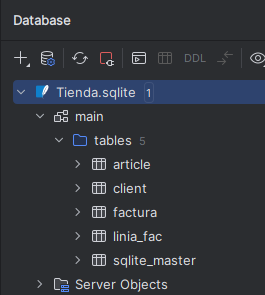 Database
DDL
Tienda.sqlite 1
main
tables 5
article
client
factura
linia_fac
sqlite_master
Server Objects